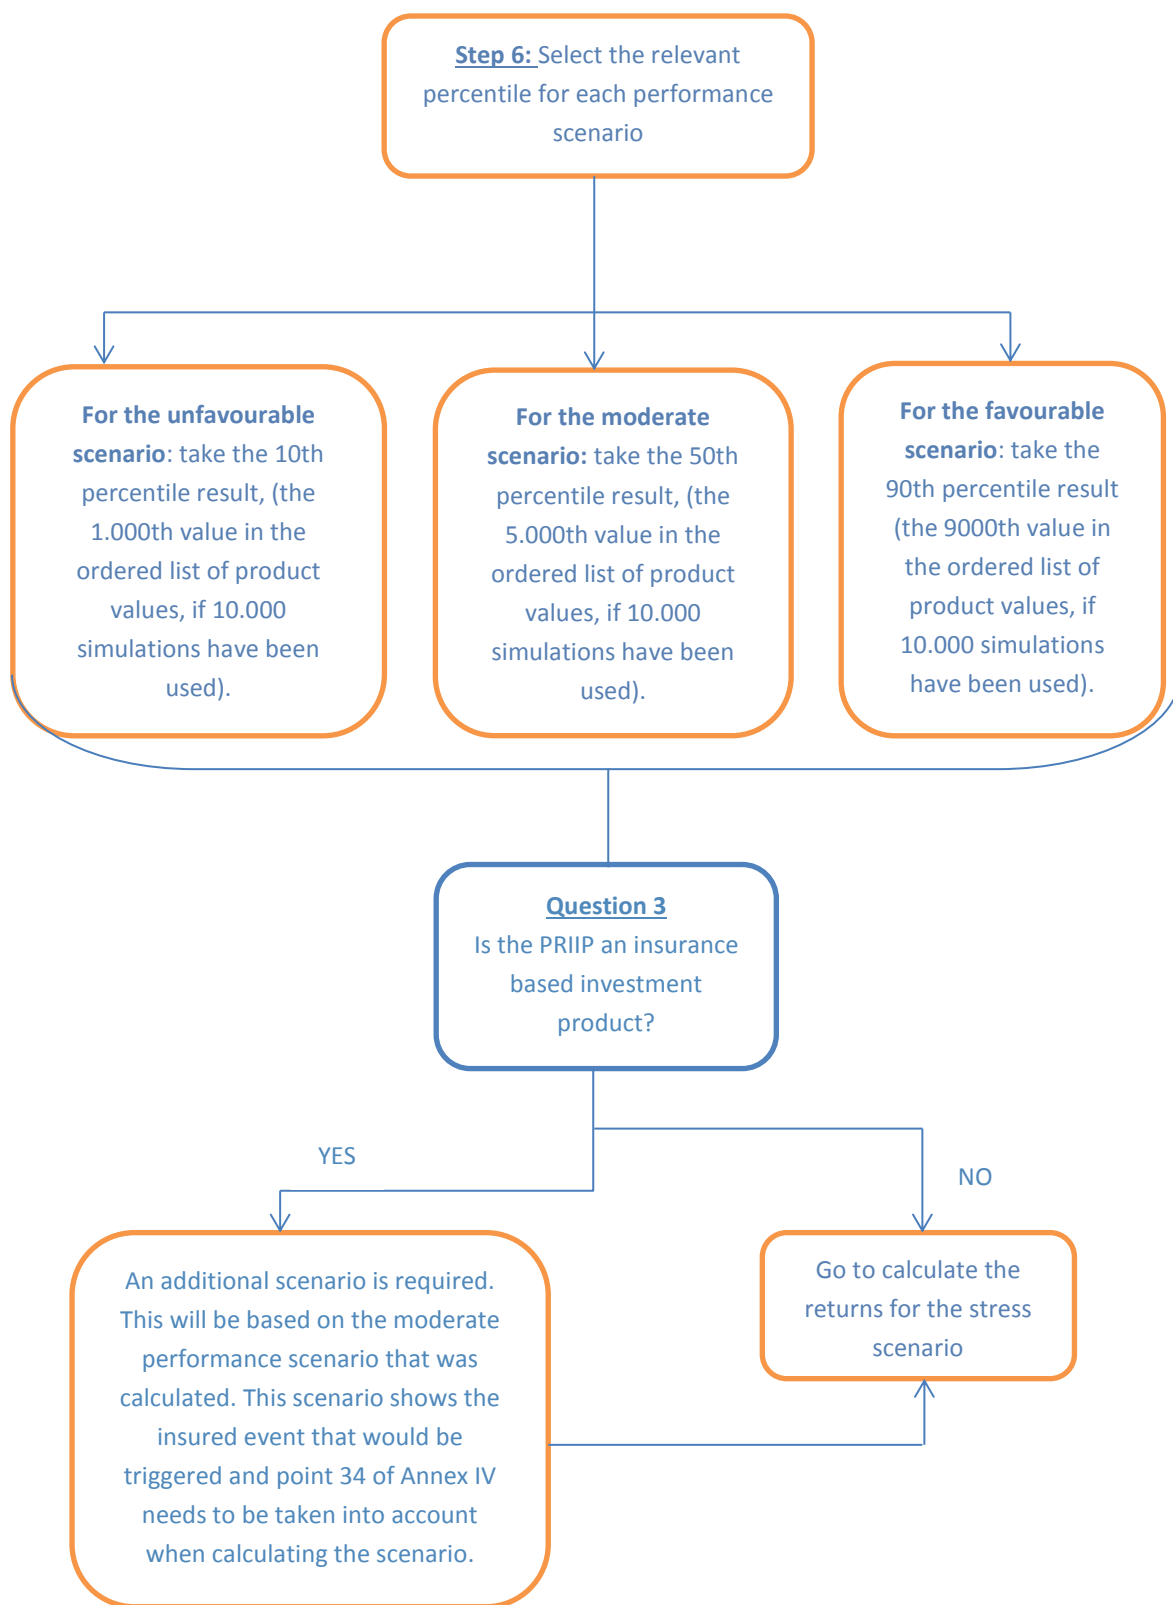 Step 6: Select the relevant
percentile for each performance
scenario
For the unfavourable
scenario: take the 10th
percentile result, (the
1.000th value in the
ordered list of product
values, if 10.000
simulations have been
used).
For the moderate
scenario: take the 50th
percentile result, (the
5.000th value in the
ordered list of product
values, if 10.000
simulations have been
used).
For the favourable
scenario: take the
90th percentile result
(the 9000th value in
the ordered list of
product values, if
10.000 simulations
have been used).
Question 3
Is the PRIIP an insurance
based investment
product?
YES
NO
An additional scenario is required.
This will be based on the moderate
performance scenario that was
calculated. This scenario shows the
insured event that would be
triggered and point 34 of Annex IV
needs to be taken into account
when calculating the scenario.
Go to calculate the
returns for the stress
scenario